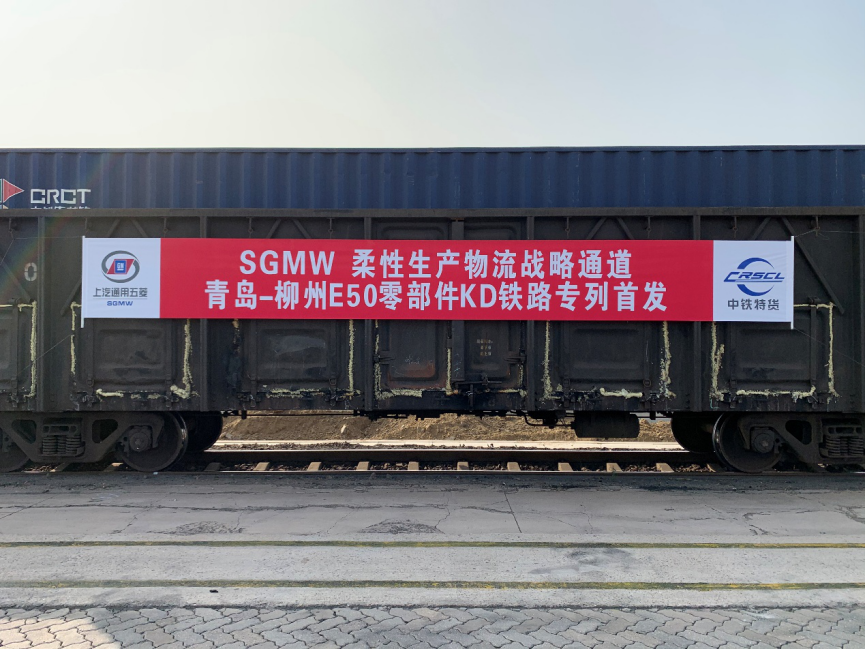 CRCT
SGMW 柔性生产物流战略通道
青岛-柳州E50零部件KD铁路专列首发
上汽通用五菱
SGMW
CRSCL
中铁特货